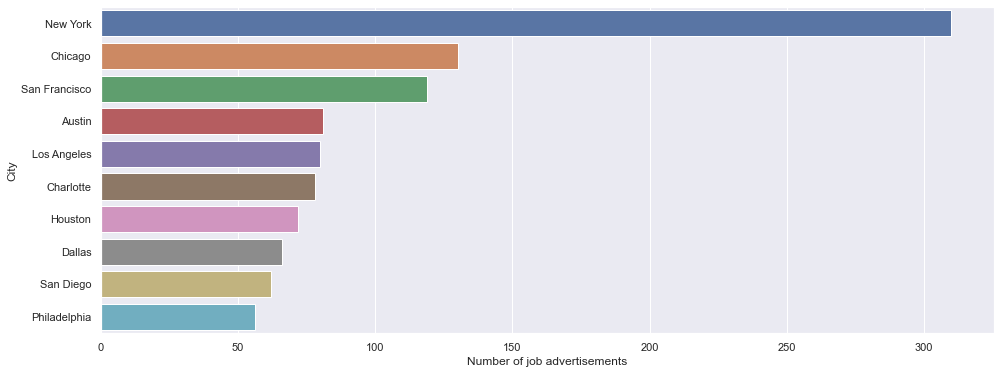 New York
Chicago
San Francisco
Austin
Los Angeles
Charlotte
Houston
Dallas
San Diego
Philadelphia
City
0 50 100 150 200 250 300
Number of job advertisements